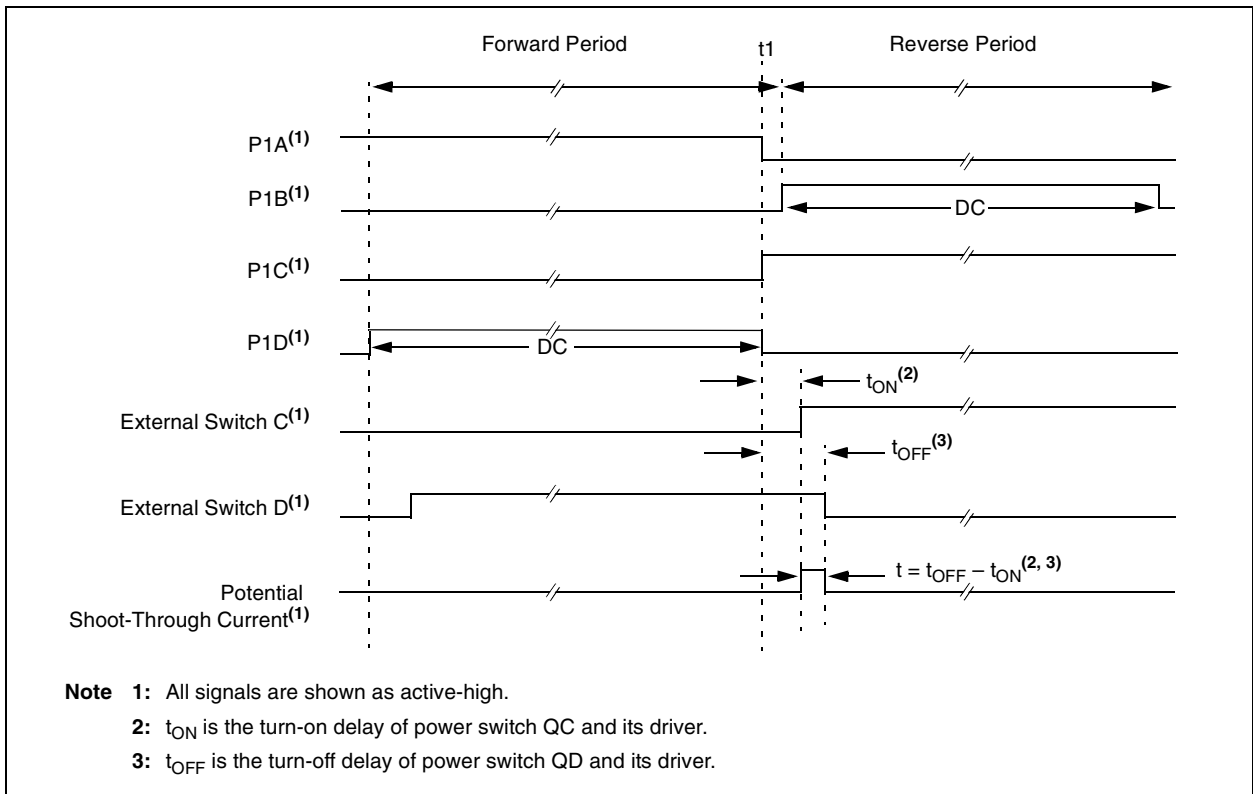 Forward Period
t1
Reverse Period
P1A(1)
P1B(1)
DC
P1C(1)
P1D(1)
DC
tON(2)
External Switch C(1)
tOFF(3)
External Switch D(1)
t = tOFF – tON(2, 3)
Potential
Shoot-Through Current(1)
Note 1: All signals are shown as active-high.
2: tON is the turn-on delay of power switch QC and its driver.
3: tOFF is the turn-off delay of power switch QD and its driver.